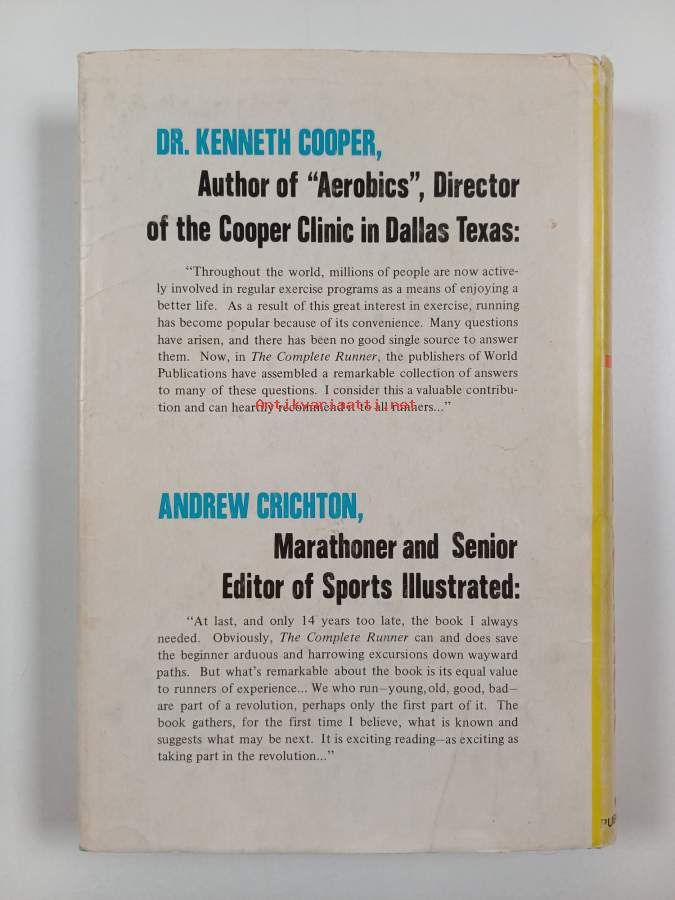 DR. KENNETH COOPER,
Author of “Aerobics”, Director
of the Cooper Clinic in Dallas Texas:
“Throughout the world, millions of people are now active-
ly involved in regular exercise programs as a means of enjoying a
better life. As a result of this great interest in exercise, running
has become popular because of its convenience. Many questions
have arisen, and there has been no good single source to answer
them. Now, in The Complete Runner, the publishers of World
Publications have assembled a remarkable collection of answers
to many of these questions. I consider this a valuable contribu-
tion and can heartily recommend it to all runners...”
Antikvariaatti.net
ANDREW CRICHTON,
Marathoner and Senior
Editor of Sports Illustrated:
“At last, and only 14 years too late, the book I always
needed. Obviously, The Complete Runner can and does save
the beginner arduous and harrowing excursions down wayward
paths. But what's remarkable about the book is its equal value
to runners of experience... We who run—young, old, good, bad—
are part of a revolution, perhaps only the first part of it. The
book gathers, for the first time I believe, what is known and
suggests what may be next. It is exciting reading—as exciting as
taking part in the revolution...”